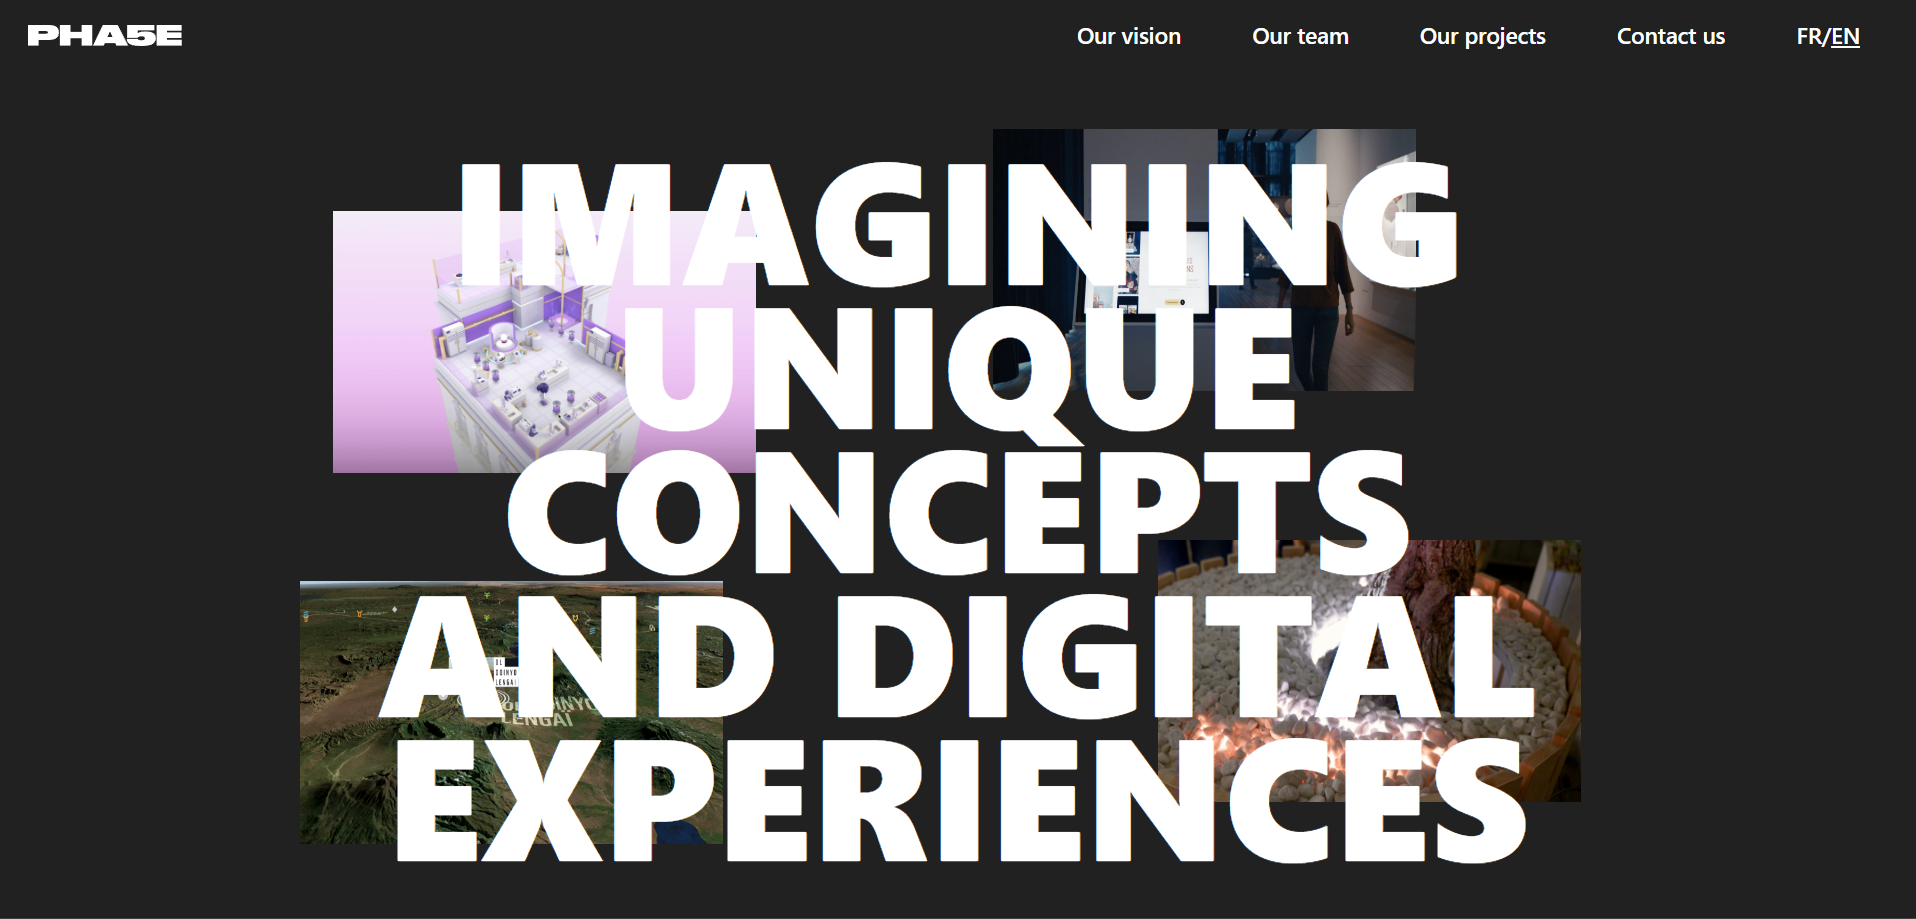 PHA5E
Our vision
Our team
Our projects
Contact us
FR/EN
IMAGINING
UNIQUE
CONCEPTS
AND DIGITAL
EXPERIENCES
OL
DOINYO
LENGAI
LENGAI